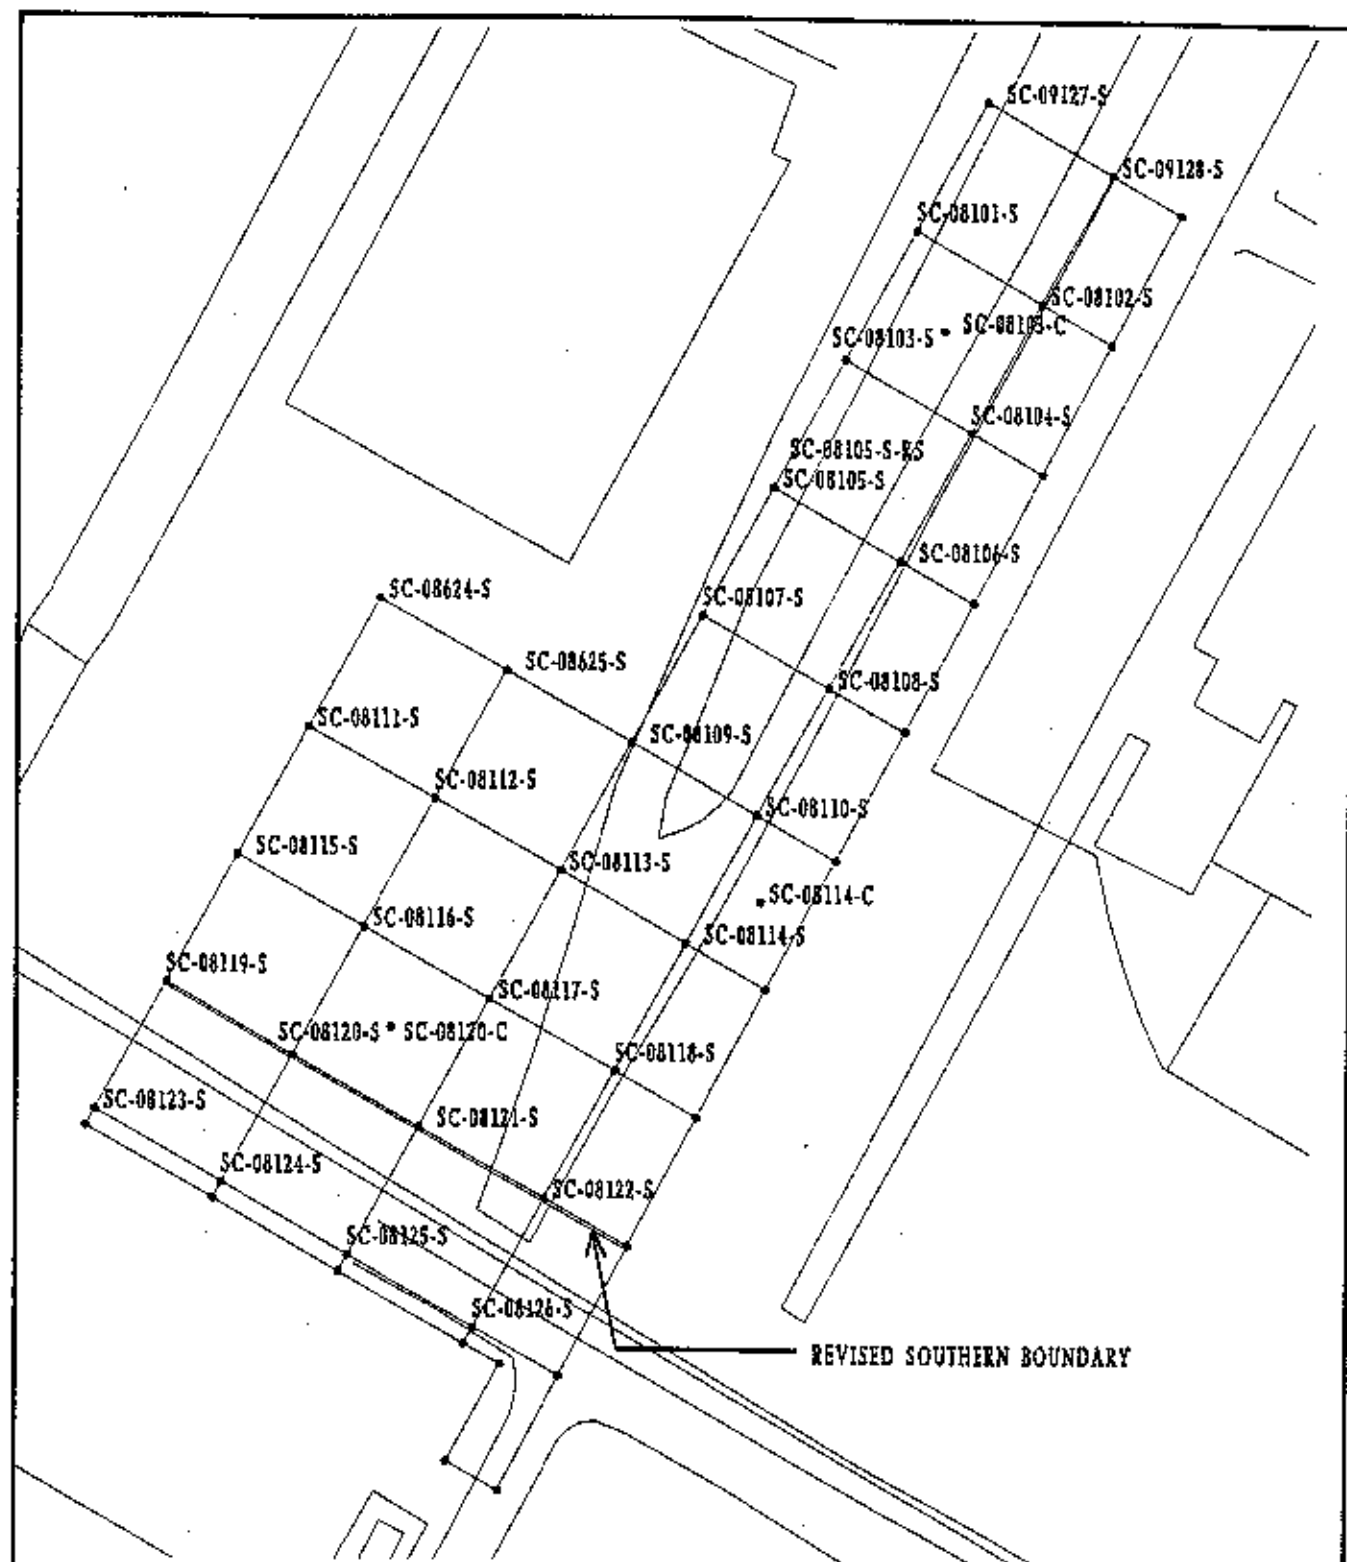 SC-09127-S
SC-09128-S
SC-08101-S
SC-08102-S
SC-08103-C
SC-08103-S
SC-08104-S
SC-08105-S-RS
SC-08105-S
SC-08106-S
SC-08624-S
SC-08107-S
SC-08625-S
SC-08108-S
SC-08111-S
SC-08109-S
SC-08112-S
SC-08110-S
SC-08115-S
SC-08113-S
SC-08114-C
SC-08116-S
SC-08114-S
SC-08119-S
SC-08117-S
SC-08120-S
SC-08120-C
SC-08118-S
SC-08123-S
SC-08121-S
SC-08124-S
SC-08122-S
SC-08125-S
SC-08126-S
REVISED SOUTHERN BOUNDARY